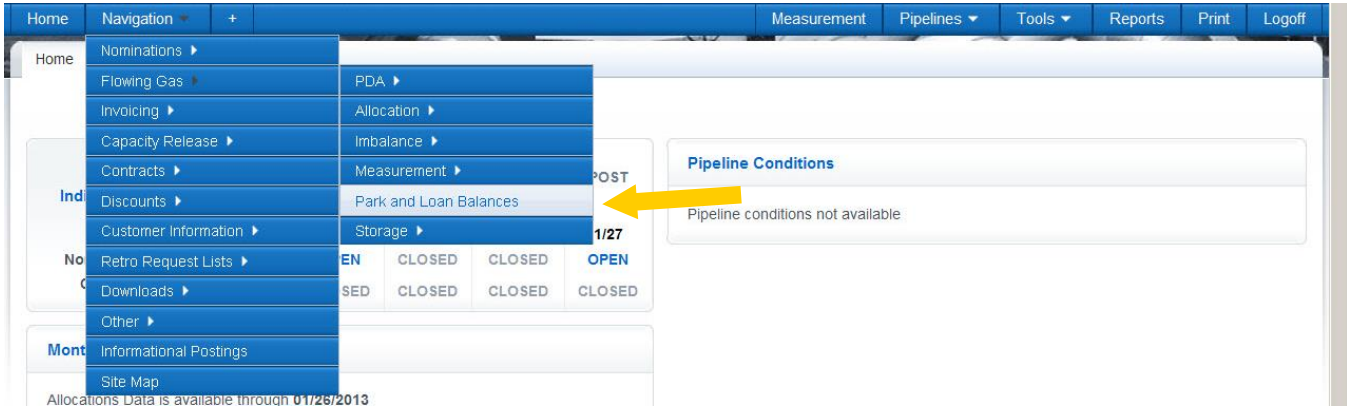 Home Navigation + Measurement Pipelines Tools Reports Print Logoff
Home Nominations
Flowing Gas PDA
Invoicing Allocation
Capacity Release Imbalance
Contracts Measurement Pipeline Conditions
POST
Discounts Park and Loan Balances
Pipeline conditions not available
Customer Information Storage 1/27
Retro Request Lists CLOSED CLOSED OPEN
Downloads CLOSED CLOSED CLOSED
Other
Informational Postings
Site Map
Allocations Data is available through 01/26/2013